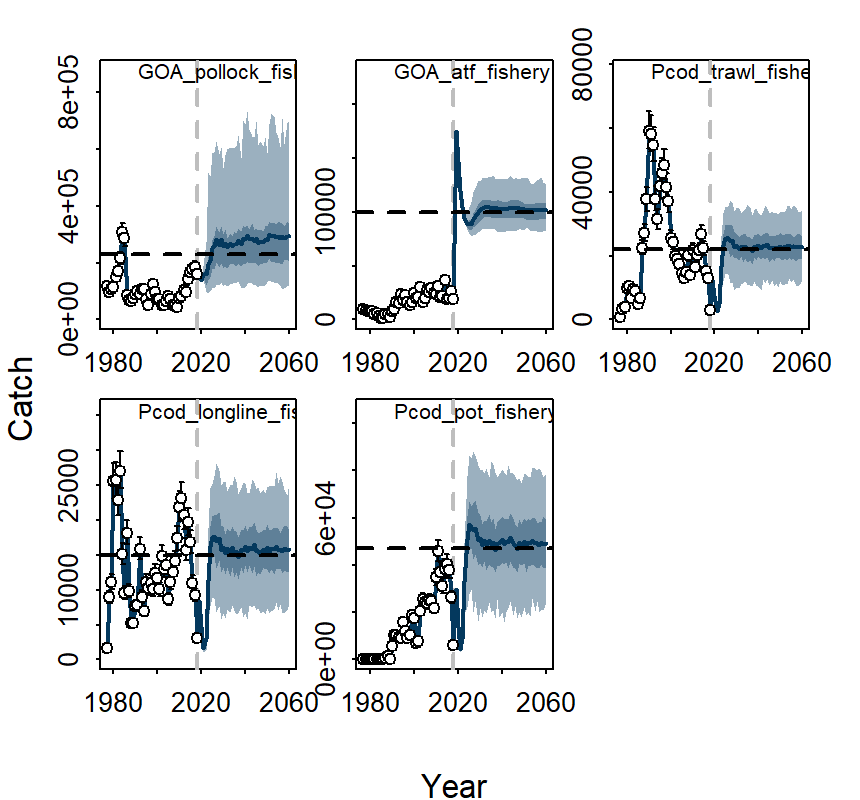 GOA_pollock_fish
GOA_atf_fishery
Pcod_trawl_fishe
0e+00 4e+05 8e+05
0 100000
0 40000 80000
1980 2020 2060
1980 2020 2060
1980 2020 2060
Catch
Pcod_longline_fis
Pcod_pot_fishery
0 10000 25000
0e+00 6e+04
1980 2020 2060
1980 2020 2060
Year